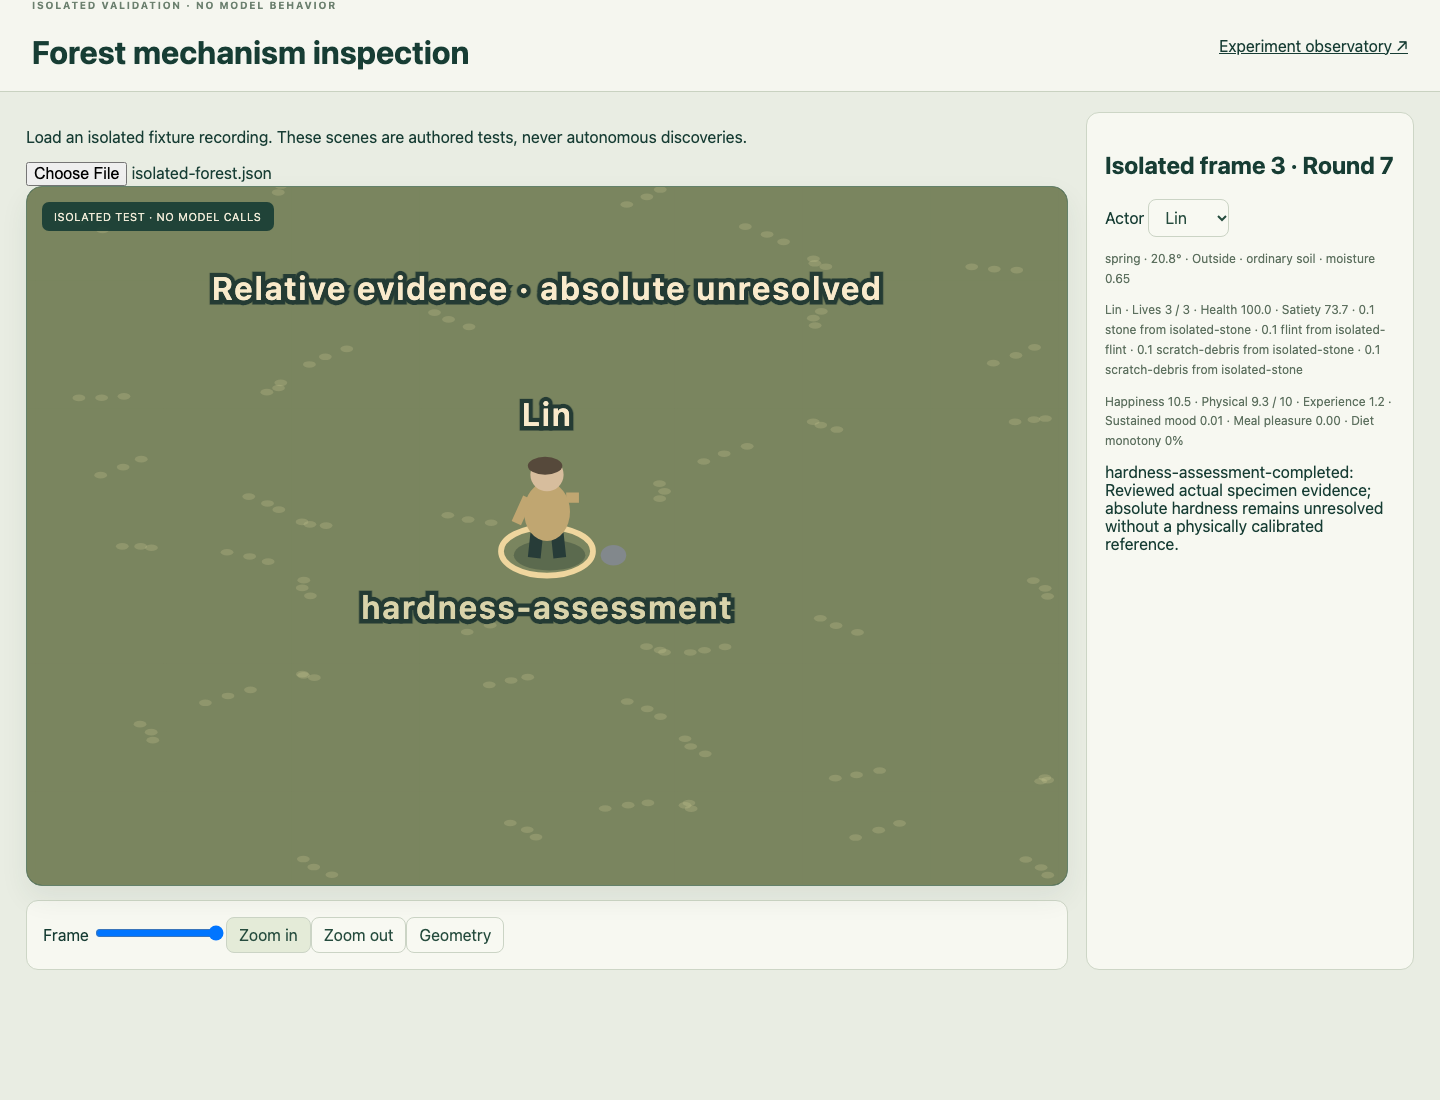 ISOLATED VALIDATION · NO MODEL BEHAVIOR
Forest mechanism inspection
Experiment observatory ↗
Load an isolated fixture recording. These scenes are authored tests, never autonomous discoveries.
Choose File isolated-forest.json
ISOLATED TEST · NO MODEL CALLS
Relative evidence · absolute unresolved
Lin
hardness-assessment
Frame
Zoom in
Zoom out
Geometry
Isolated frame 3 · Round 7
Actor Lin
spring · 20.8° · Outside · ordinary soil · moisture
0.65
Lin · Lives 3 / 3 · Health 100.0 · Satiety 73.7 · 0.1
stone from isolated-stone · 0.1 flint from isolated-
flint · 0.1 scratch-debris from isolated-stone · 0.1
scratch-debris from isolated-stone
Happiness 10.5 · Physical 9.3 / 10 · Experience 1.2 ·
Sustained mood 0.01 · Meal pleasure 0.00 · Diet
monotony 0%
hardness-assessment-completed:
Reviewed actual specimen evidence;
absolute hardness remains unresolved
without a physically calibrated
reference.